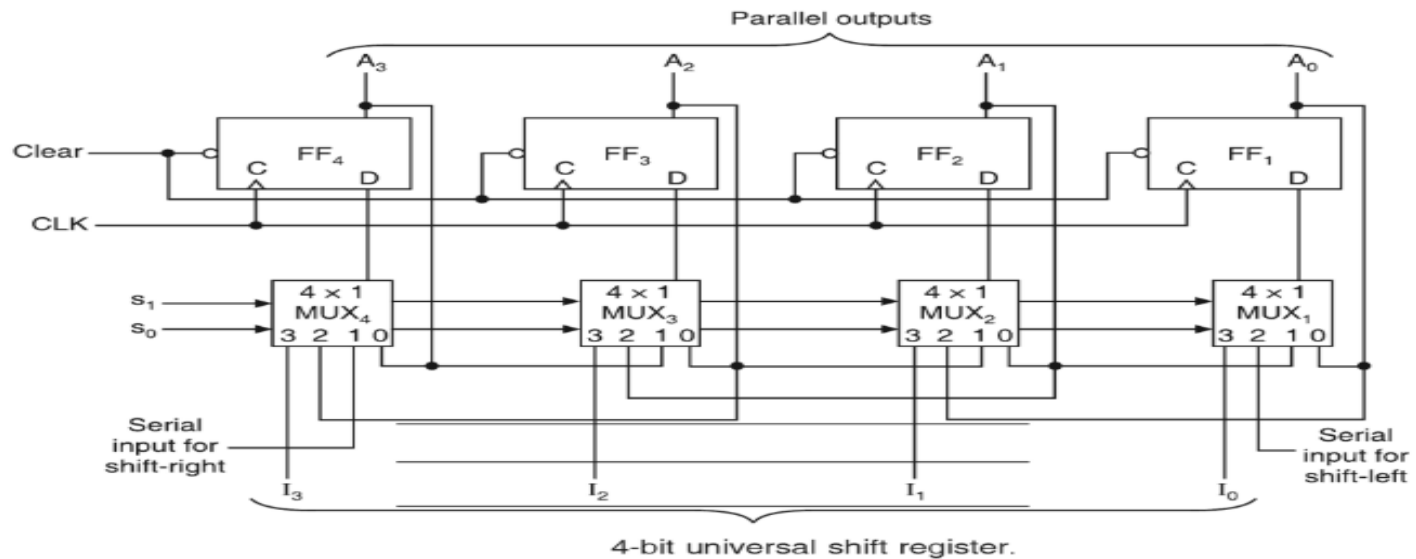 Parallel outputs
A3 A2 A1 A0
Clear
FF4 FF3 FF2 FF1
C D C D C D C D
CLK
s1
s0
4 x 1 4 x 1 4 x 1 4 x 1
MUX4 MUX3 MUX2 MUX1
3 2 1 0 3 2 1 0 3 2 1 0 3 2 1 0
Serial
input for
shift-right
Serial
input for
shift-left
I3 I2 I1 I0
4-bit universal shift register.